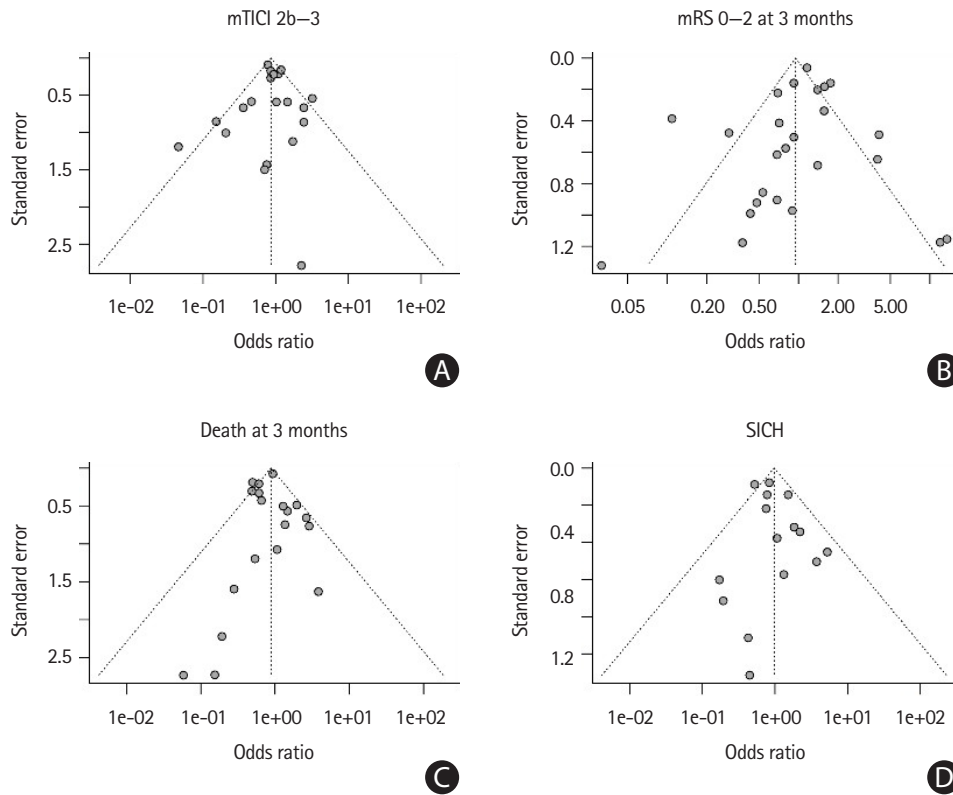 mTICI 2b–3
Standard error
0.5
1.5
2.5
1e–02 1e–01 1e+00 1e+01 1e+02
Odds ratio
A
mRS 0–2 at 3 months
Standard error
0.0
0.4
0.8
1.2
0.05 0.20 0.50 2.00 5.00
Odds ratio
B
Death at 3 months
Standard error
0.5
1.5
2.5
1e–02 1e–01 1e+00 1e+01 1e+02
Odds ratio
C
SICH
Standard error
0.0
0.4
0.8
1.2
1e–02 1e–01 1e+00 1e+01 1e+02
Odds ratio
D